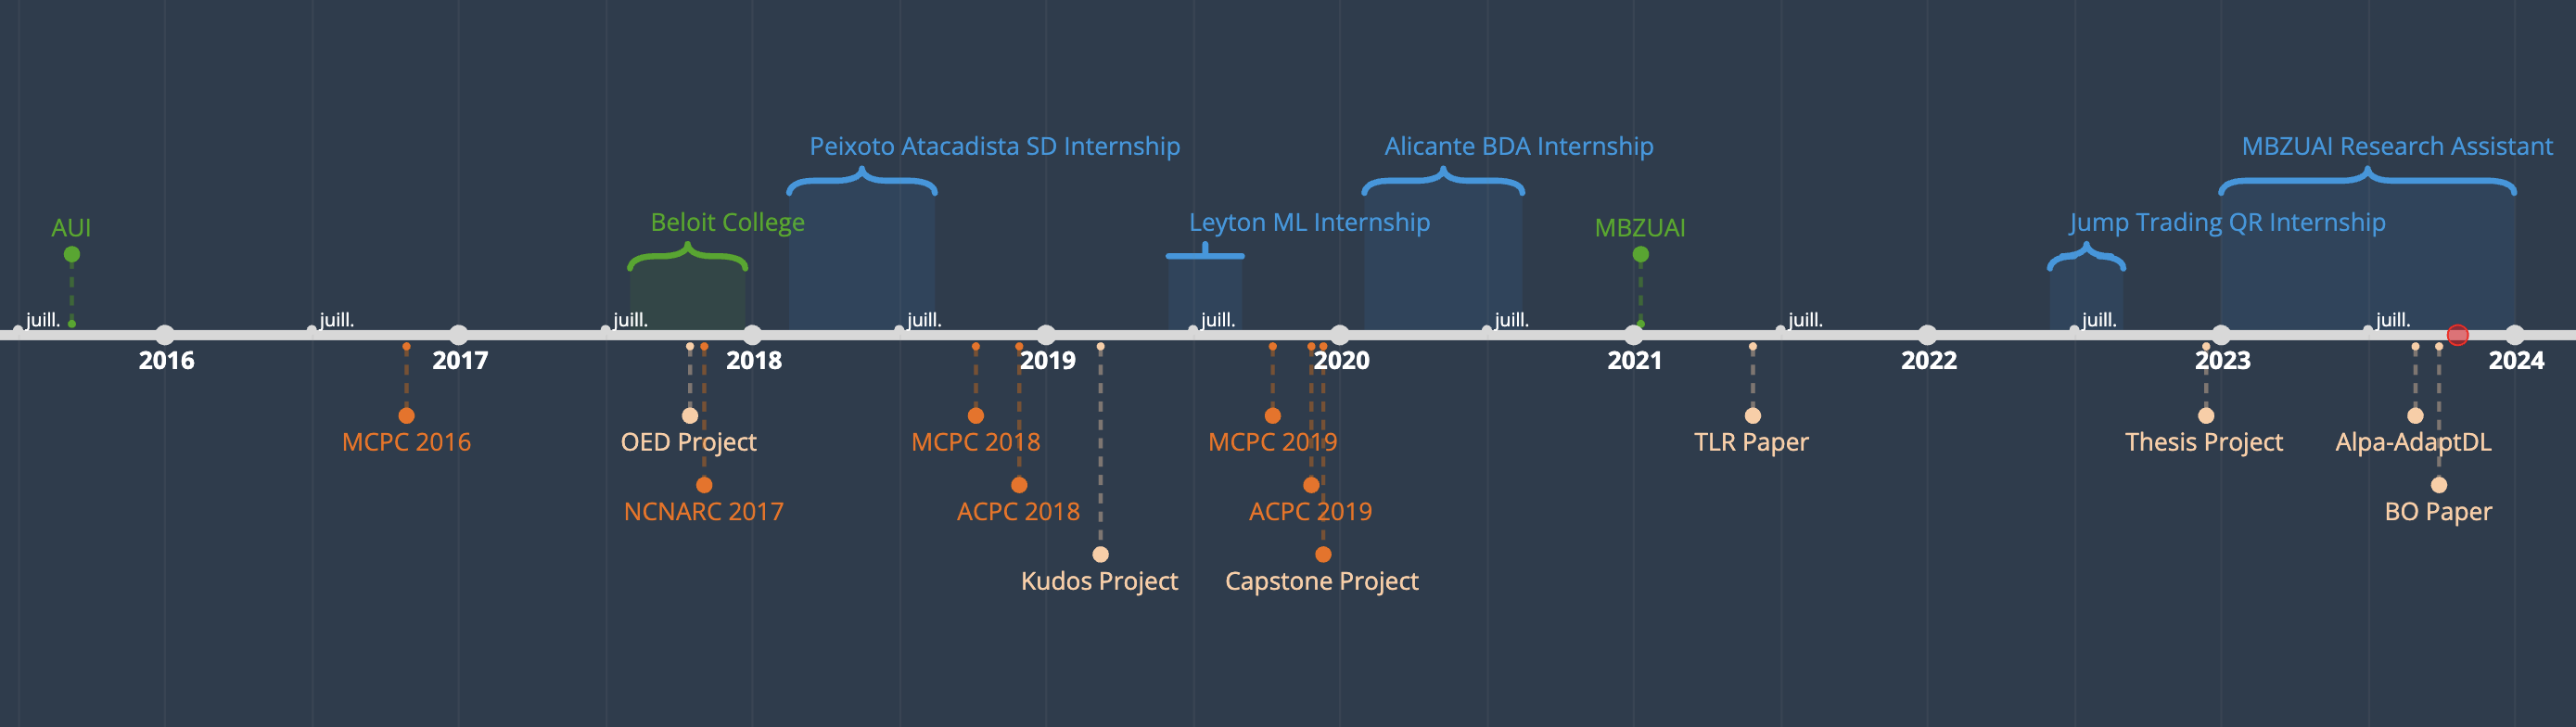 Peixoto Atacadista SD Internship
Alicante BDA Internship
MBZUAI Research Assistant
AUI
Beloit College
Leyton ML Internship
MBZUAI
Jump Trading QR Internship
juill.
juill.
juill.
juill.
juill.
juill.
juill.
juill.
juill.
2016
2017
2018
2019
2020
2021
2022
2023
2024
MCPC 2016
OED Project
MCPC 2018
MCPC 2019
TLR Paper
Thesis Project
Alpa-AdaptDL
NCNARC 2017
ACPC 2018
ACPC 2019
BO Paper
Kudos Project
Capstone Project